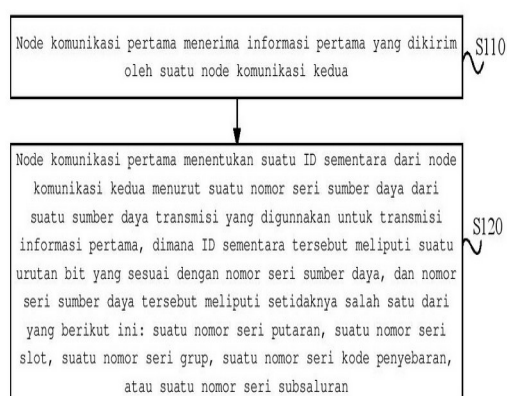 Node komunikasi pertama menerima informasi pertama yang dikirim
oleh suatu node komunikasi kedua
S110
Node komunikasi pertama menentukan suatu ID sementara dari node
komunikasi kedua menurut suatu nomor seri sumber daya dari
suatu sumber daya transmisi yang digunnakan untuk transmisi
informasi pertama, dimana ID sementara tersebut meliputi suatu
urutan bit yang sesuai dengan nomor seri sumber daya, dan nomor
seri sumber daya tersebut meliputi setidaknya salah satu dari
yang berikut ini: suatu nomor seri putaran, suatu nomor seri
slot, suatu nomor seri grup, suatu nomor seri kode penyebaran,
atau suatu nomor seri subsaluran
S120